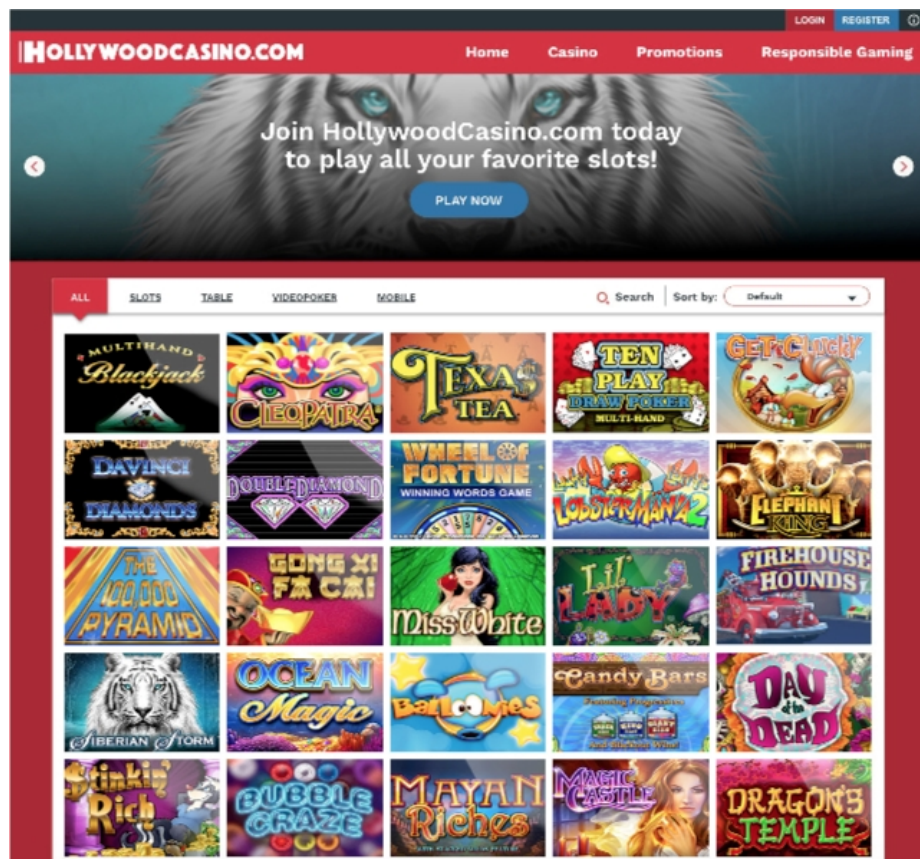 LOGIN REGISTER
HOLLYWOODCASINO.COM Home Casino Promotions Responsible Gaming
Join HollywoodCasino.com today
to play all your favorite slots!
PLAY NOW
ALL SLOTS TABLE VIDEOPOKER MOBILE Search Sort by: Default
MULTIHAND
Blackjack
CLEOPATRA
TEXAS
TEA
TEN
PLAY
DRAW POKER
MULTI-HAND
GET CLUCKY
DAVINCI
DIAMONDS
DOUBLE DIAMOND
WHEEL OF
FORTUNE
WINNING WORDS GAME
LOBSTERMANIA 2
ELEPHANT
KING
THE
100,000
PYRAMID
GONG XI
FA CAI
Miss White
LIL'
LADY
FIREHOUSE
HOUNDS
SIBERIAN STORM
OCEAN
Magic
Balloonies
Candy Bars
Featuring Progressives
DAY
of the
DEAD
Stinkin'
Rich
BUBBLE
CRAZE
MAYAN
Riches
MAGIC
CASTLE
DRAGON'S
TEMPLE